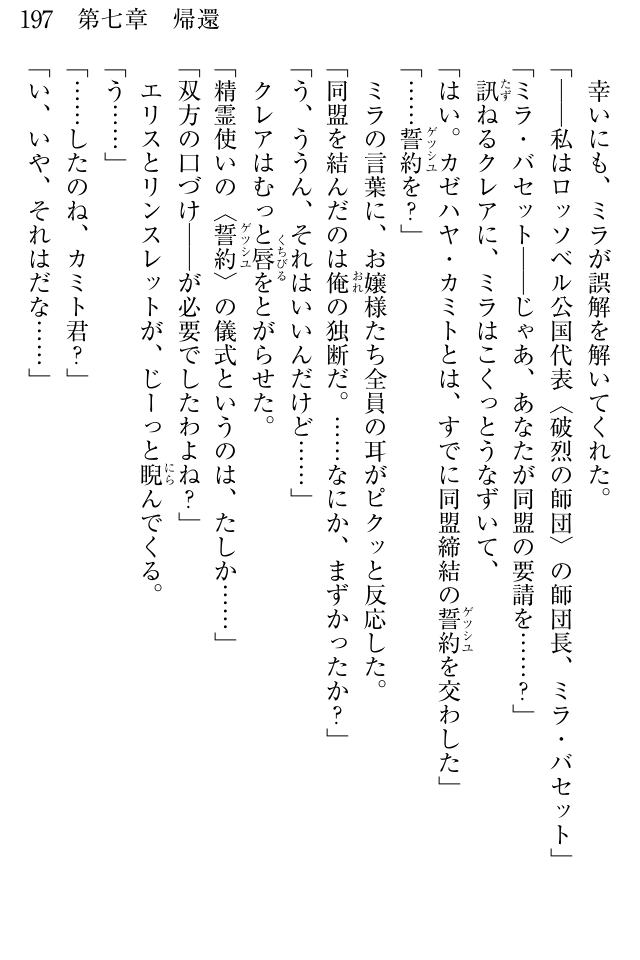 197　第七章　帰還
幸いにも、ミラが誤解を解いてくれた。
「――私はロッソベル公国代表〈破烈の師団〉の師団長、ミラ・バセット」
「ミラ・バセット――じゃあ、あなたが同盟の要請を……？」
訊ねるクレアに、ミラはこくっとうなずいて、
「はい。カゼハヤ・カミトとは、すでに同盟締結の誓約を交わした」
「……誓約を？」
ミラの言葉に、お嬢様たち全員の耳がピクッと反応した。
「同盟を結んだのは俺の独断だ。……なにか、まずかったか？」
「う、ううん、それはいいんだけど……」
クレアはむっと唇をとがらせた。
「精霊使いの〈誓約〉の儀式というのは、たしか……」
「双方の口づけ――が必要でしたわよね？」
エリスとリンスレットが、じーっと睨んでくる。
「う……」
「……したのね、カミト君？」
「い、いや、それはだな……」